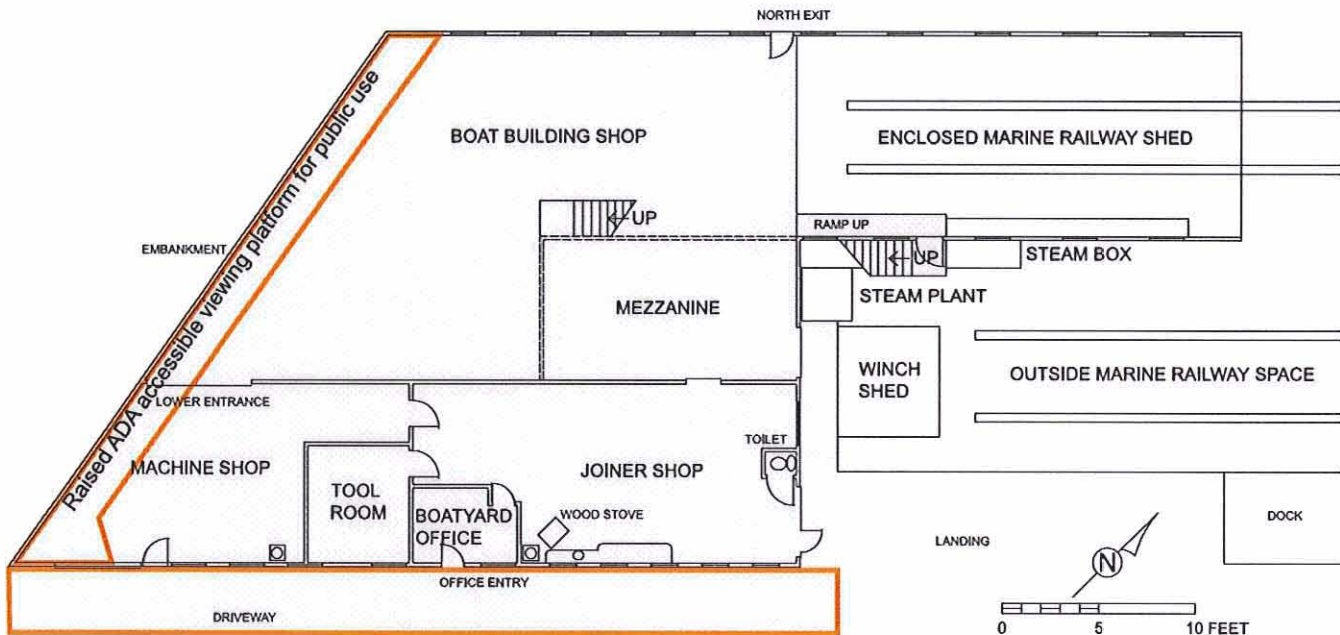 NORTH EXIT
Raised ADA accessible viewing platform for public use
BOAT BUILDING SHOP
ENCLOSED MARINE RAILWAY SHED
UP
RAMP UP
EMBANKMENT
UP
STEAM BOX
STEAM PLANT
MEZZANINE
WINCH
SHED
OUTSIDE MARINE RAILWAY SPACE
LOWER ENTRANCE
MACHINE SHOP
TOOL
ROOM
JOINER SHOP
TOILET
BOATYARD
OFFICE
WOOD STOVE
LANDING
DOCK
N
OFFICE ENTRY
DRIVEWAY
0 5 10 FEET